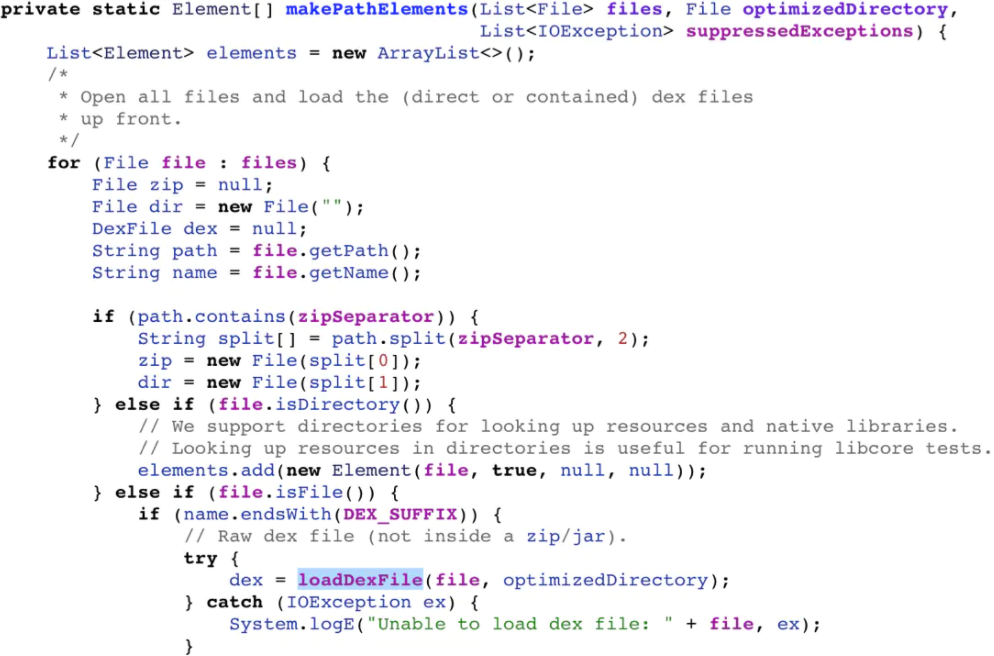 private static Element[] makePathElements(List<File> files, File optimizedDirectory,
                                          List<IOException> suppressedExceptions) {
    List<Element> elements = new ArrayList<>();
    /*
     * Open all files and load the (direct or contained) dex files
     * up front.
     */
    for (File file : files) {
        File zip = null;
        File dir = new File("");
        DexFile dex = null;
        String path = file.getPath();
        String name = file.getName();

        if (path.contains(zipSeparator)) {
            String split[] = path.split(zipSeparator, 2);
            zip = new File(split[0]);
            dir = new File(split[1]);
        } else if (file.isDirectory()) {
            // We support directories for looking up resources and native libraries.
            // Looking up resources in directories is useful for running libcore tests.
            elements.add(new Element(file, true, null, null));
        } else if (file.isFile()) {
            if (name.endsWith(DEX_SUFFIX)) {
                // Raw dex file (not inside a zip/jar).
                try {
                    dex = loadDexFile(file, optimizedDirectory);
                } catch (IOException ex) {
                    System.logE("Unable to load dex file: " + file, ex);
                }